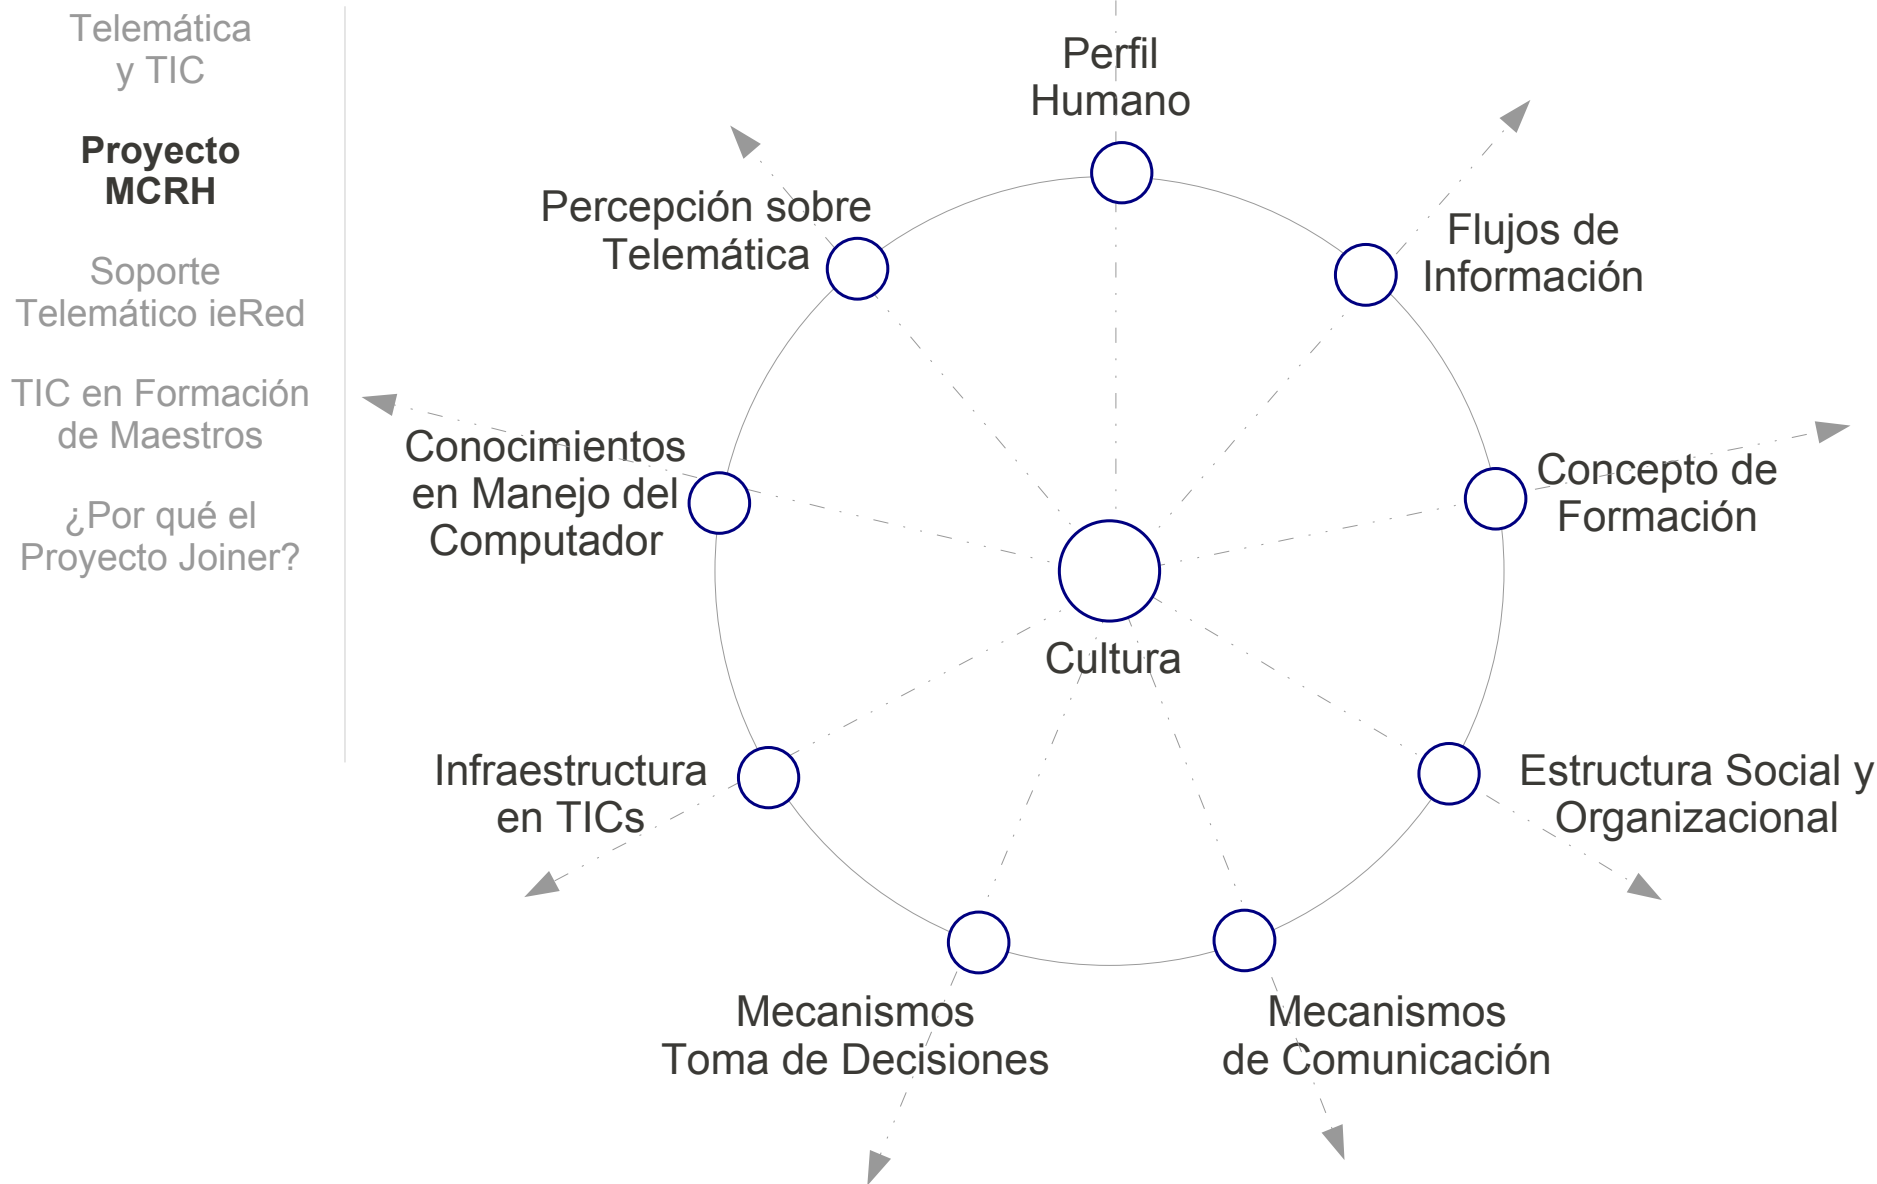 Telemática
y TIC
Proyecto
MCRH
Soporte
Telemático ieRed
TIC en Formación
de Maestros
¿Por qué el
Proyecto Joiner?
Perfil
Humano
Flujos de
Información
Concepto de
Formación
Estructura Social y
Organizacional
Mecanismos
de Comunicación
Mecanismos
Toma de Decisiones
Infraestructura
en TICs
Conocimientos
en Manejo del
Computador
Percepción sobre
Telemática
Cultura